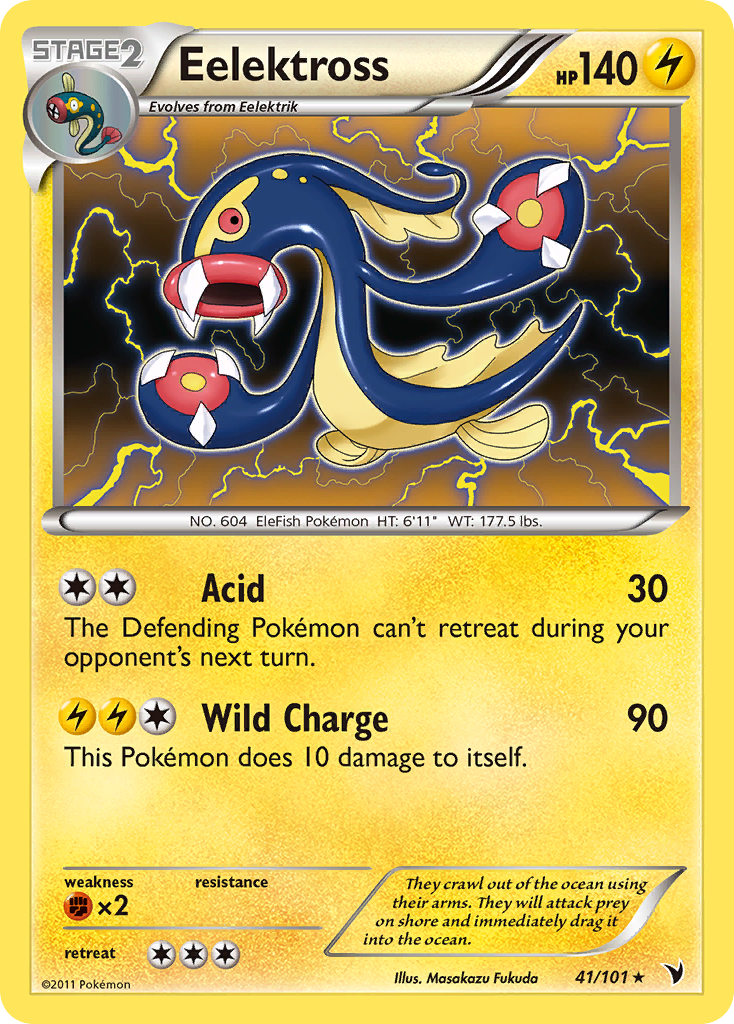 STAGE2
Eelektross
HP140
Evolves from Eelektrik
NO. 604 EleFish Pokémon HT: 6'11" WT: 177.5 lbs.
Acid 30
The Defending Pokémon can't retreat during your
opponent's next turn.
Wild Charge 90
This Pokémon does 10 damage to itself.
weakness resistance
×2
retreat
They crawl out of the ocean using
their arms. They will attack prey
on shore and immediately drag it
into the ocean.
©2011 Pokémon
Illus. Masakazu Fukuda
41/101 ★